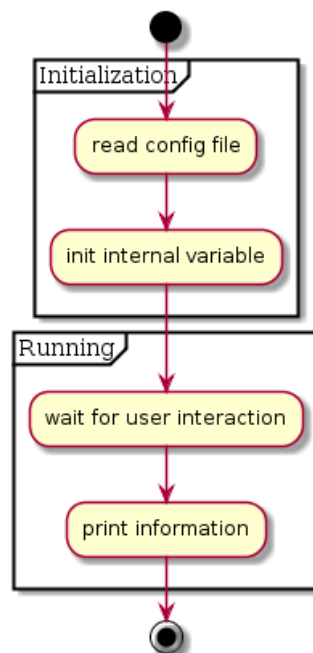 Initialization
read config file
init internal variable
Running
wait for user interaction
print information